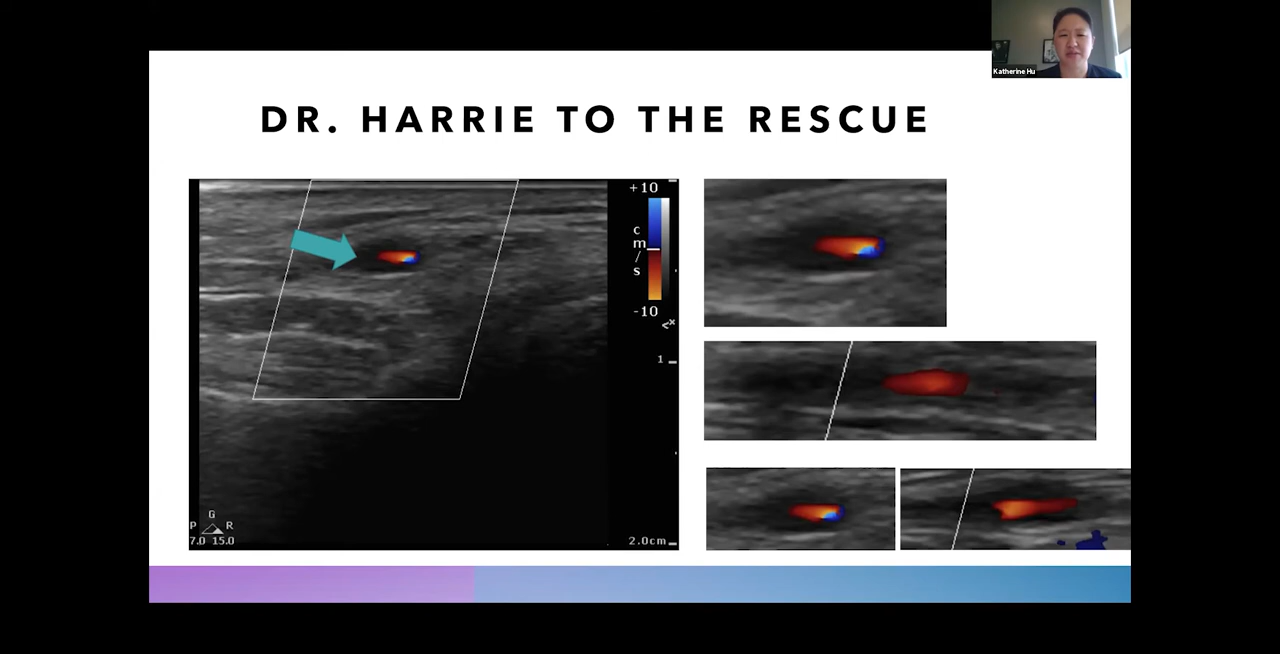 Katherine Hu
DR. HARRIE TO THE RESCUE
+10
c
m
/
s
-10
<x
1
G
P R
7.0 15.0
2.0cm